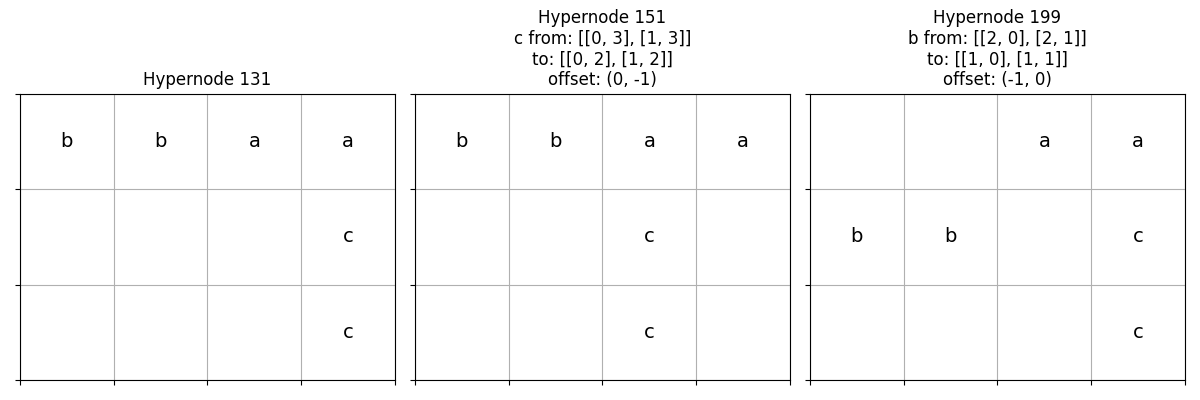 Hypernode 131
b b a a
c
c
Hypernode 151
c from: [[0, 3], [1, 3]]
to: [[0, 2], [1, 2]]
offset: (0, -1)
b b a a
c
c
Hypernode 199
b from: [[2, 0], [2, 1]]
to: [[1, 0], [1, 1]]
offset: (-1, 0)
a a
b b c
c